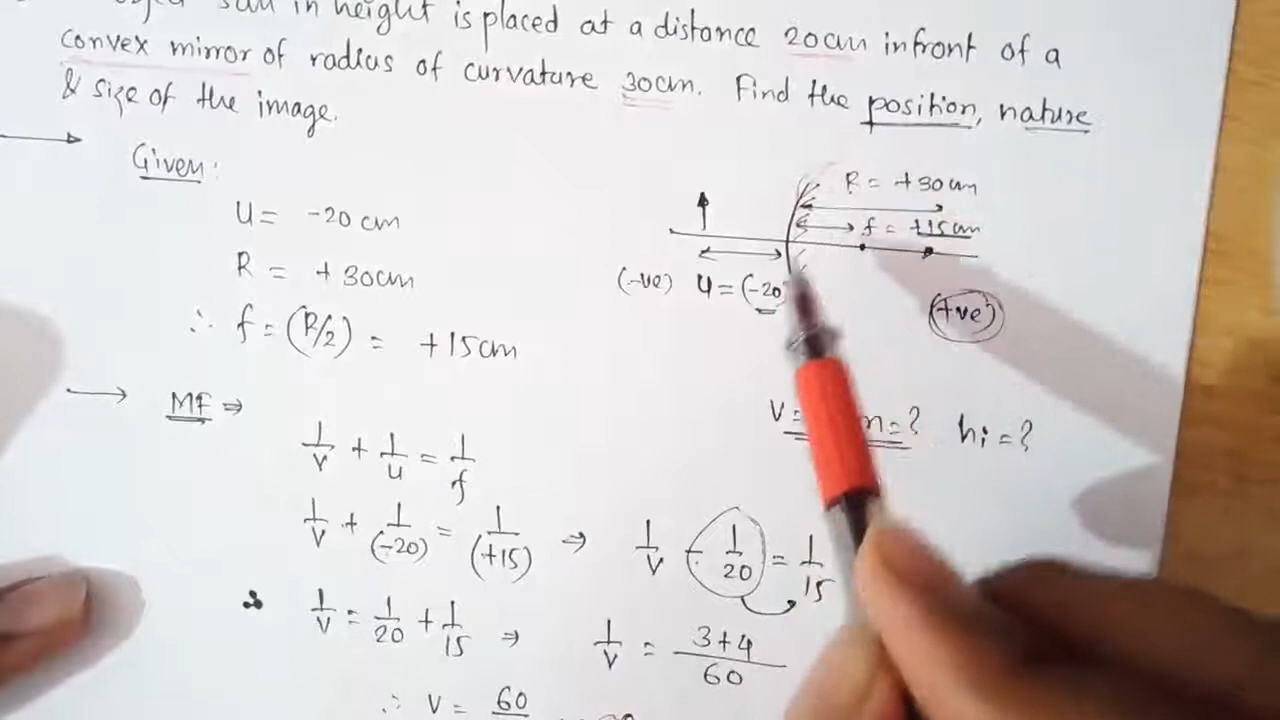 in height is placed at a distance 20cm infront of a
convex mirror of radius of curvature 30cm. Find the position, nature
& size of the image.
Given:
u = -20 cm
R = +30cm
∴ f = (R/2) = +15cm
R = +30cm
f = +15cm
(-ve) u = (-20
(+ve)
MF ⇒
V= n=? hi=?
1/v + 1/u = 1/f
1/v + 1/(-20) = 1/(+15) ⇒ 1/v - 1/20 = 1/15
∴ 1/v = 1/20 + 1/15 ⇒ 1/v = 3+4/60
∴ v = 60